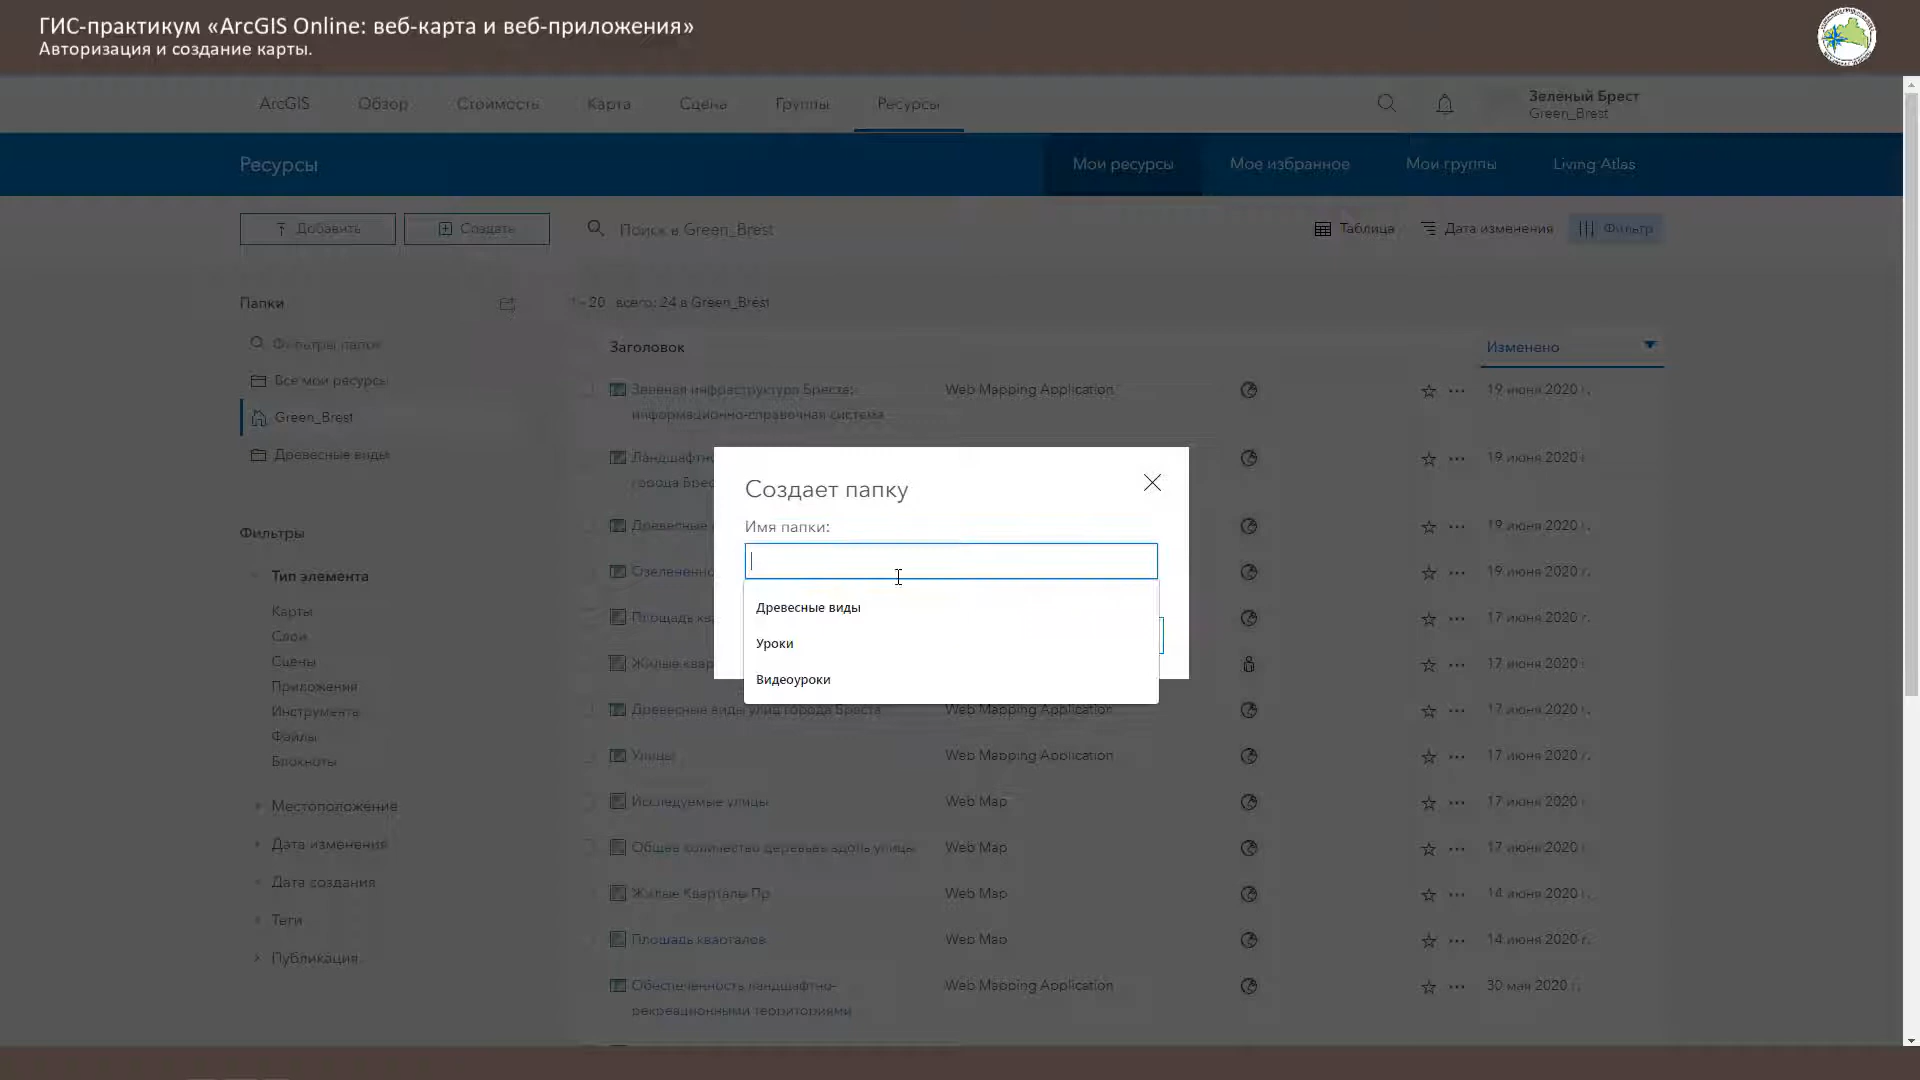 ГИС-практикум «ArcGIS Online: веб-карта и веб-приложения»
Авторизация и создание карты.
ArcGIS Обзор Стоимость Карта Сцена Группы Ресурсы
Зеленый Брест
Green_Brest
Ресурсы Мои ресурсы Мое избранное Мои группы Living Atlas
Добавить Создать Поиск в Green_Brest Таблица Дата изменения Фильтр
Папки
1 - 20 всего: 24 в Green_Brest
Фильтры папок
Заголовок Изменено
Все мои ресурсы
Зеленая инфраструктура Бреста: Web Mapping Application 19 июня 2020 г.
информационно-справочная система
Green_Brest
Древесные виды
Ландшафтн 19 июня 2020 г.
города Брес
Создает папку
Имя папки:
Древесные 19 июня 2020 г.
Фильтры
Тип элемента
Озелененно 19 июня 2020 г.
Древесные виды
Карты
Площадь ква 17 июня 2020 г.
Слои
Уроки
Сцены
Жилые квар 17 июня 2020 г.
Видеоуроки
Приложения
Инструменты
Древесные виды улиц города Бреста Web Mapping Application 17 июня 2020 г.
Файлы
Улицы Web Mapping Application 17 июня 2020 г.
Блокноты
Исследуемые улицы Web Map 17 июня 2020 г.
Местоположение
Дата изменения
Общее количество деревьев вдоль улицы Web Map 17 июня 2020 г.
Дата создания
Жилые Кварталы Пр Web Map 14 июня 2020 г.
Теги
Площадь кварталов Web Map 14 июня 2020 г.
Публикация
Обеспеченность ландшафтно- Web Mapping Application 30 мая 2020 г.
рекреационными территориями